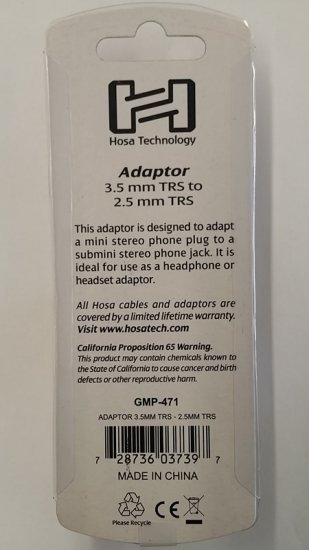 Hosa Technology
Adaptor
3.5 mm TRS to
2.5 mm TRS
This adaptor is designed to adapt
a mini stereo phone plug to a
submini stereo phone jack. It is
ideal for use as a headphone or
headset adaptor.
All Hosa cables and adaptors are
covered by a limited lifetime warranty.
Visit www.hosatech.com
California Proposition 65 Warning.
This product may contain chemicals known to
the State of California to cause cancer and birth
defects or other reproductive harm.
GMP-471
ADAPTOR 3.5MM TRS - 2.5MM TRS
7 28736 03739 7
MADE IN CHINA
CE
Please Recycle